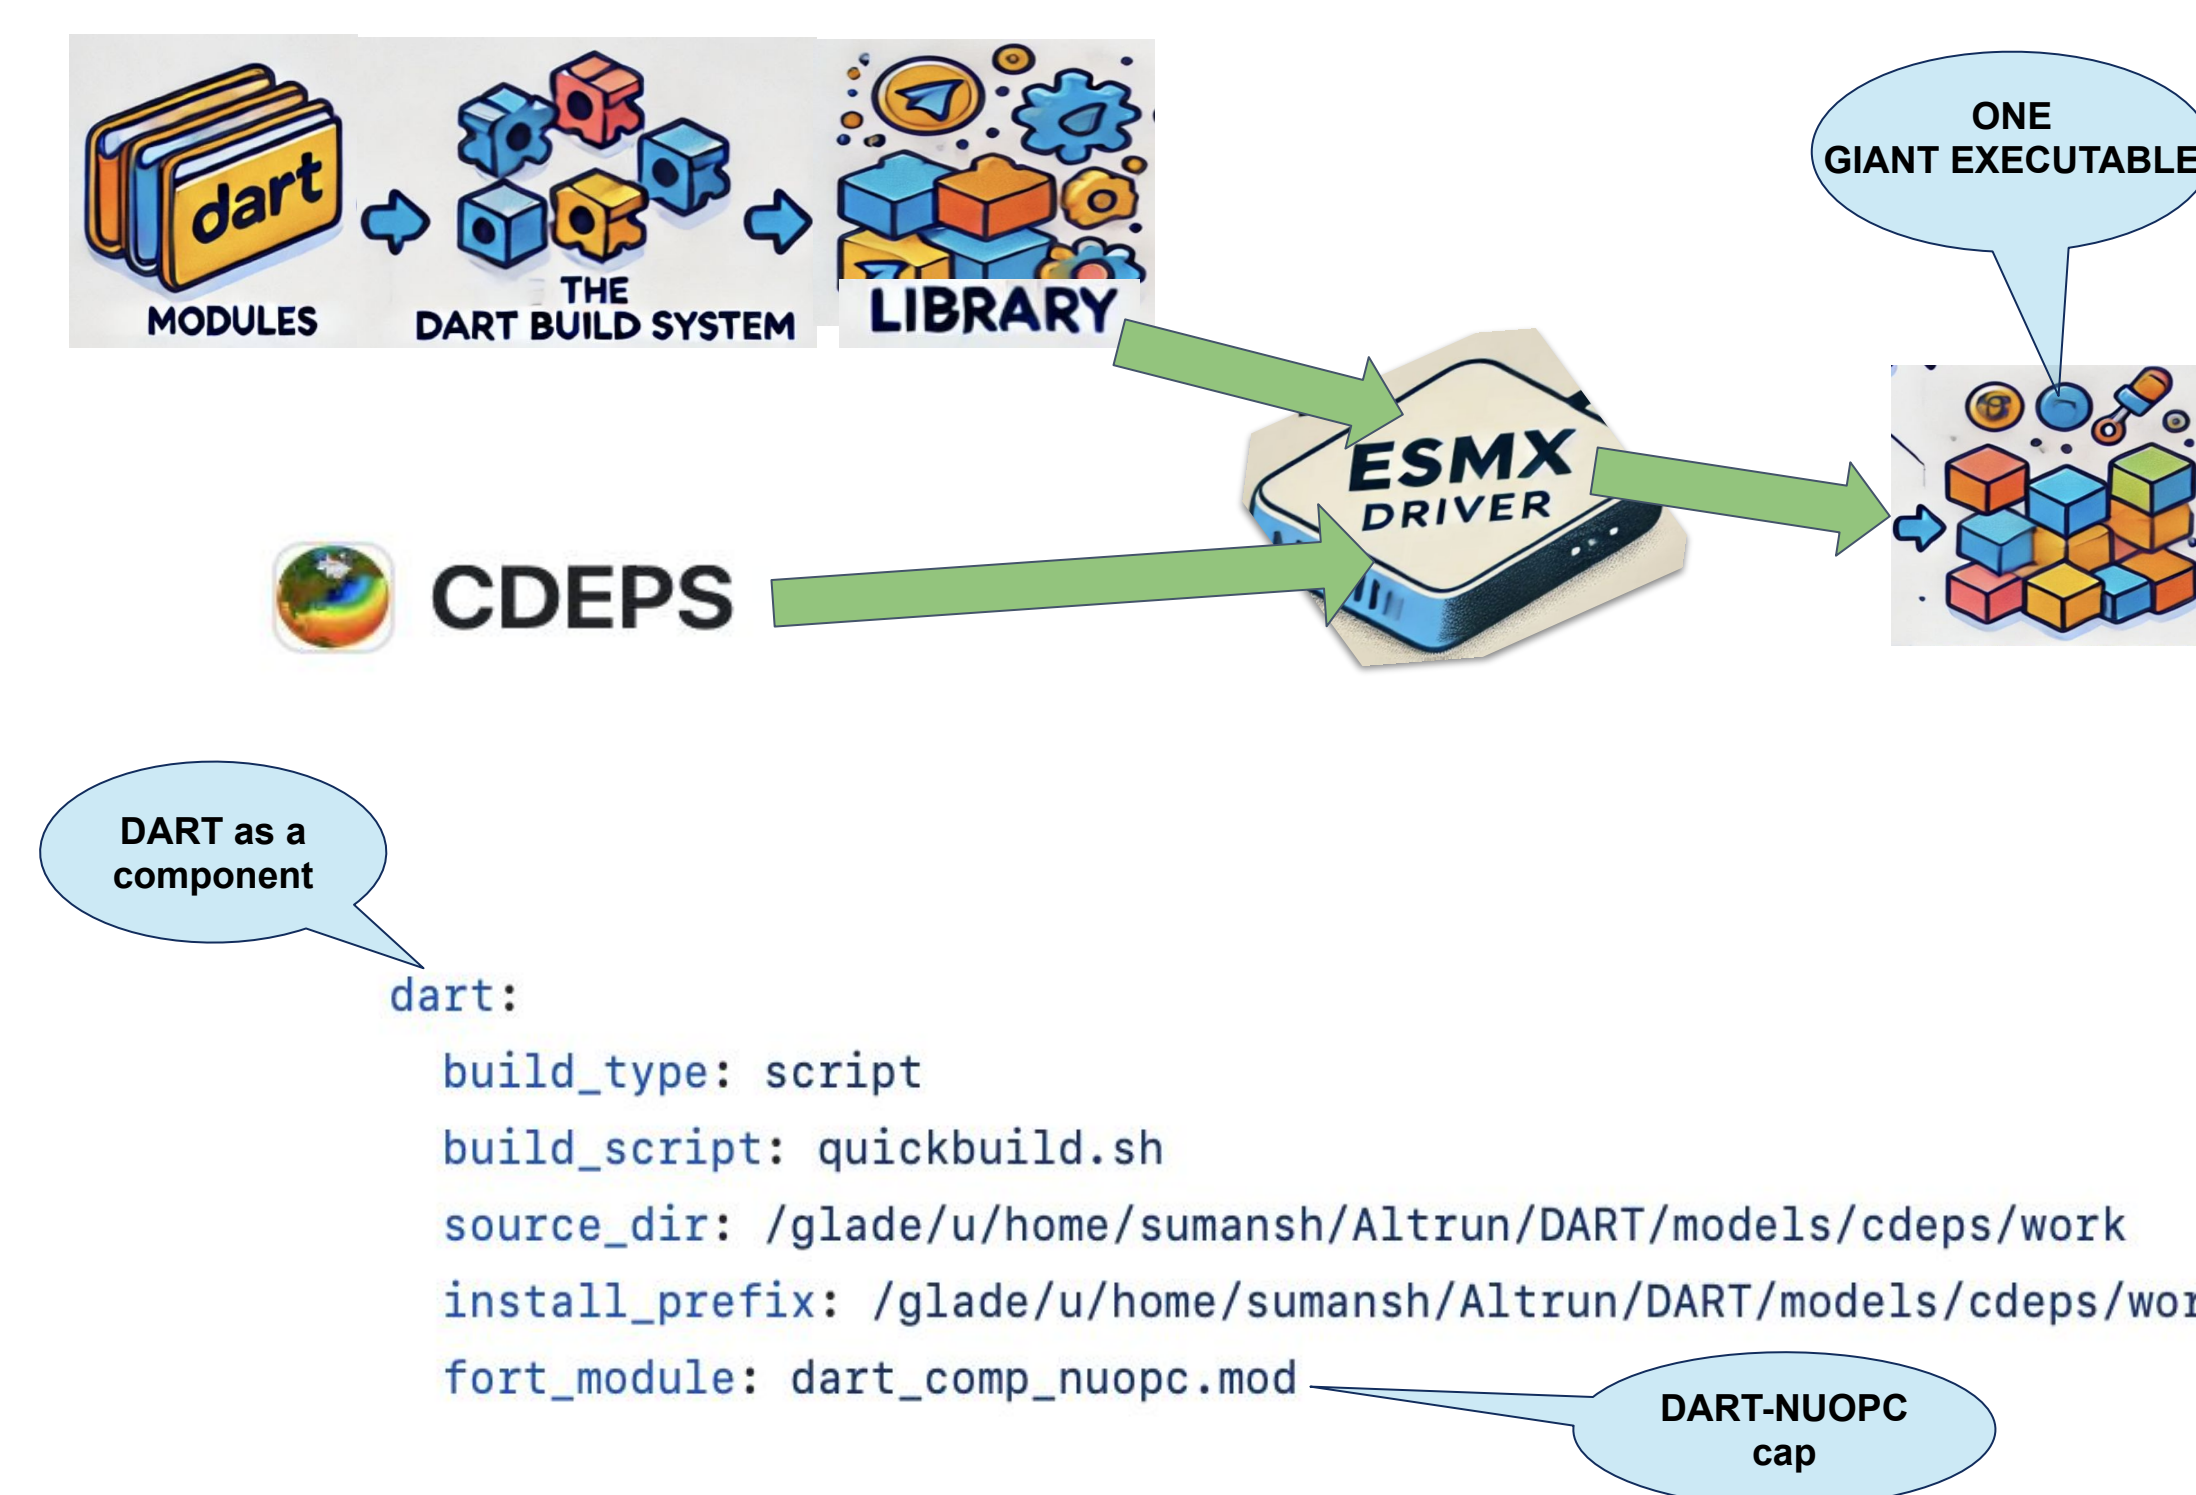 dart
MODULES
THE
DART BUILD SYSTEM
LIBRARY
ONE
GIANT EXECUTABLE
ESMX
DRIVER
CDEPS
DART as a
component
dart:
build_type: script
build_script: quickbuild.sh
source_dir: /glade/u/home/sumansh/Altrun/DART/models/cdeps/work
install_prefix: /glade/u/home/sumansh/Altrun/DART/models/cdeps/wor
fort_module: dart_comp_nuopc.mod
DART-NUOPC
cap